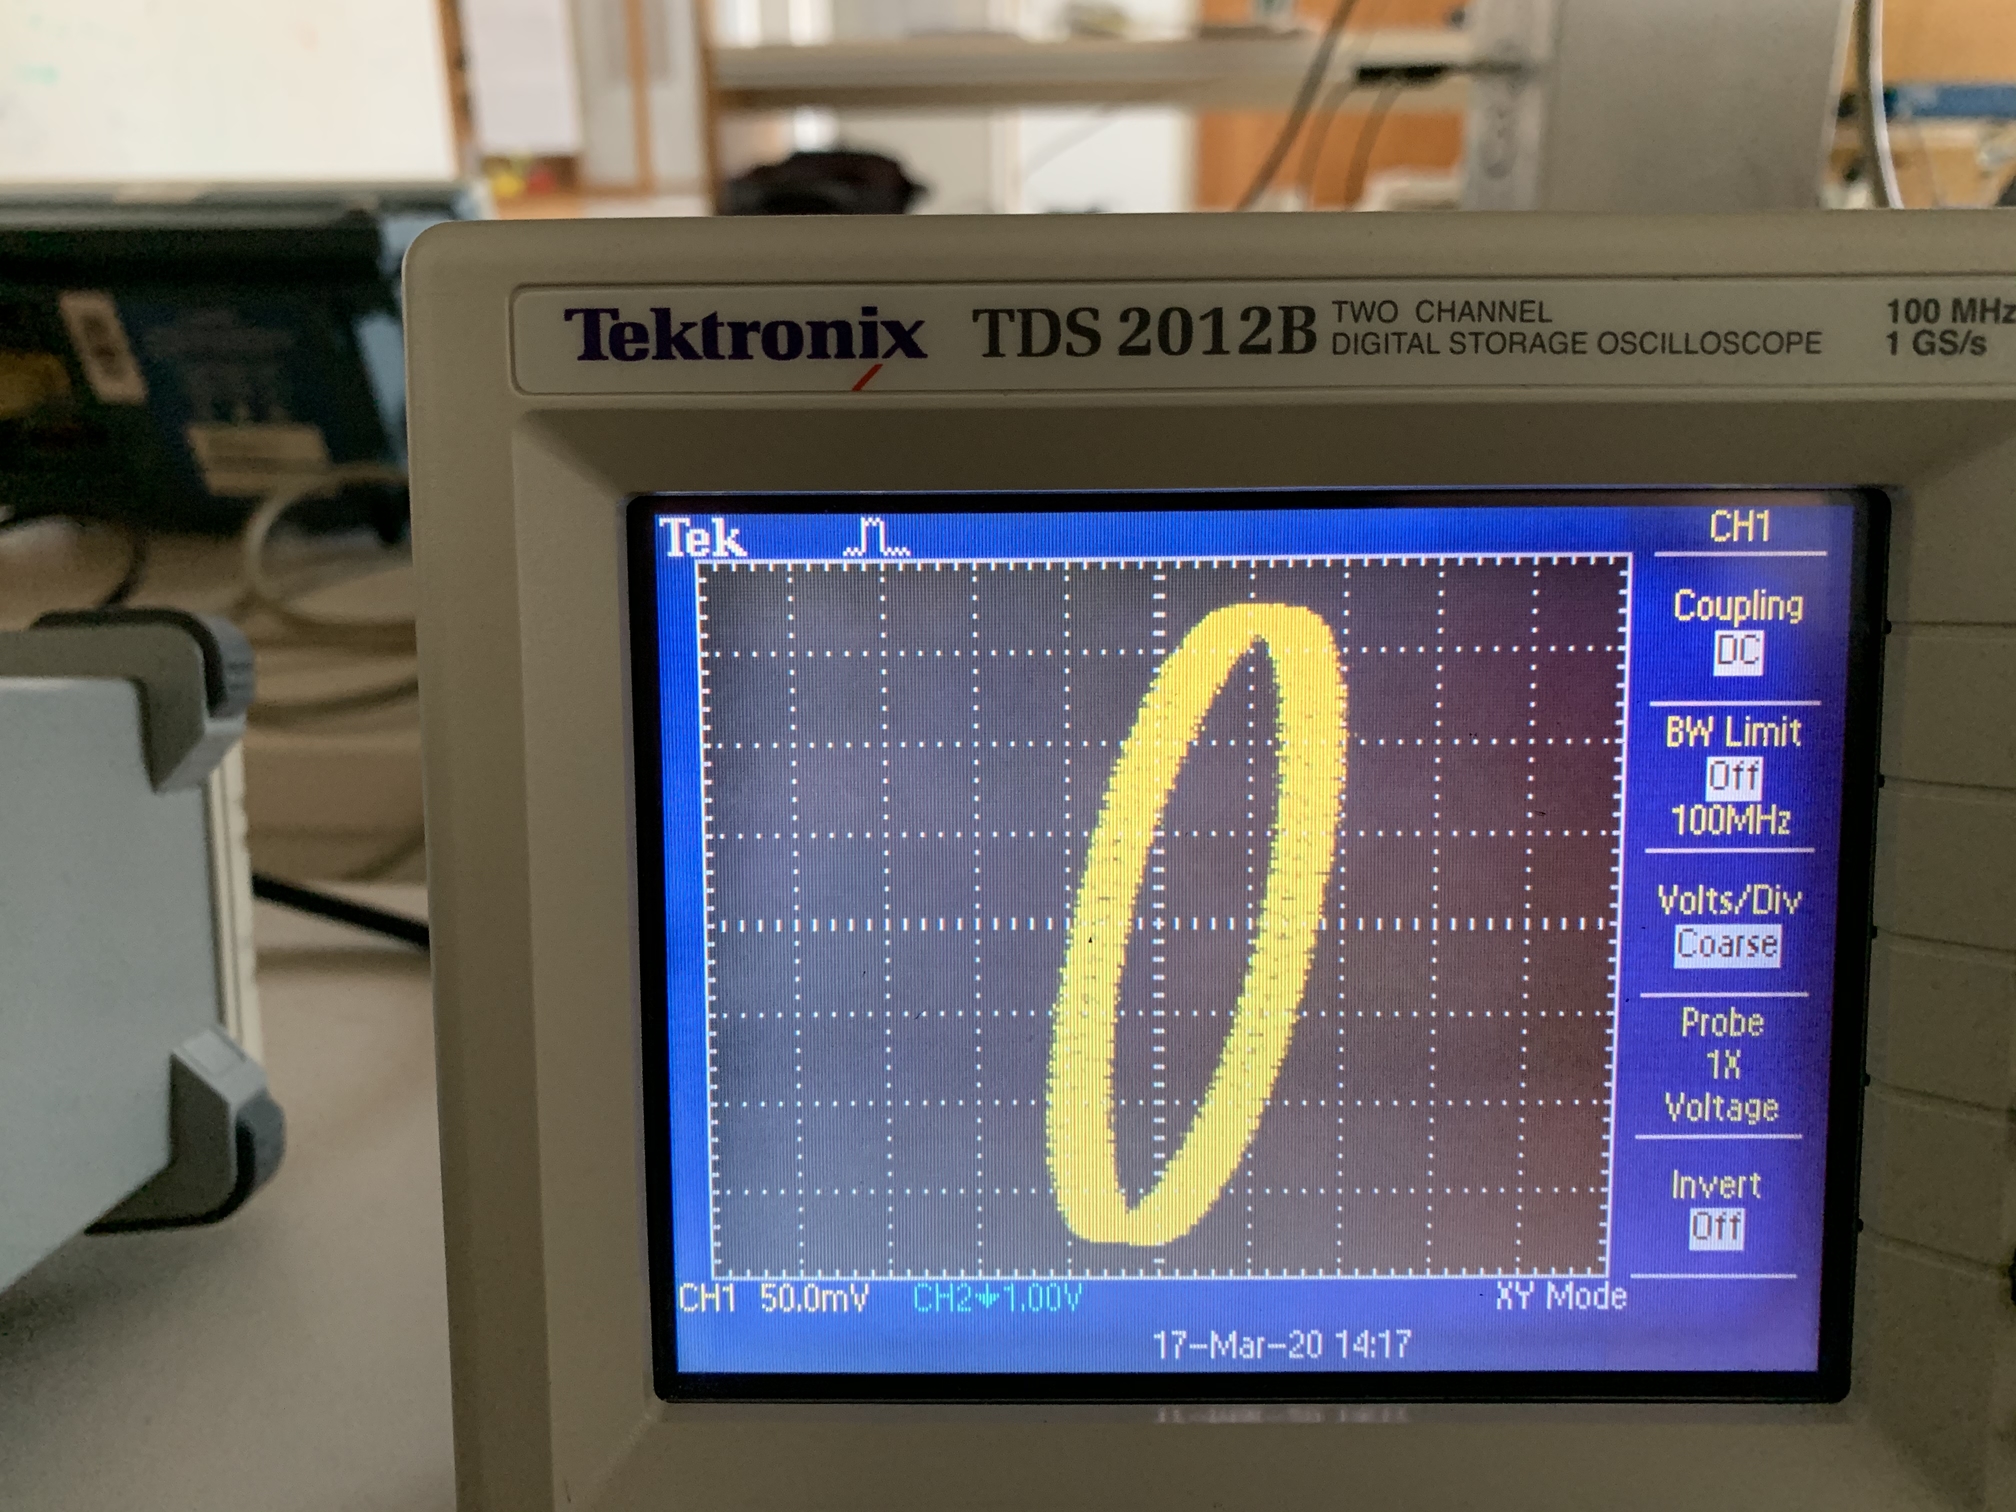 Tektronix TDS 2012B TWO CHANNEL
DIGITAL STORAGE OSCILLOSCOPE
100 MHz
1 GS/s
Tek
CH1
Coupling
DC
BW Limit
Off
100MHz
Volts/Div
Coarse
Probe
1X
Voltage
Invert
Off
CH1 50.0mV CH2 1.00V XY Mode
17-Mar-20 14:17